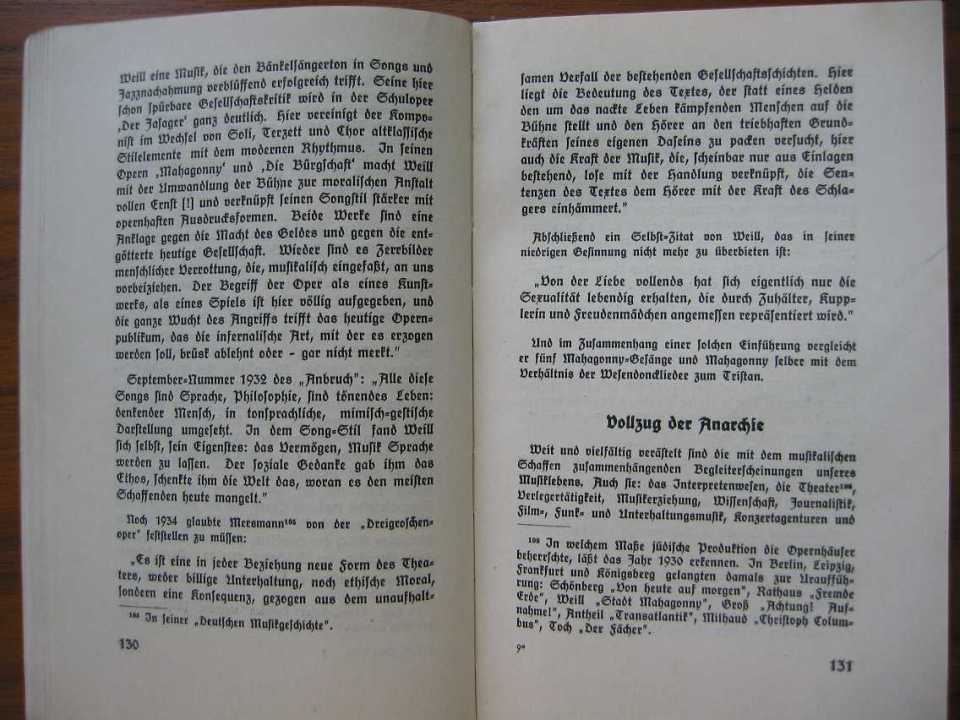 Weill eine Musik, die den Bänkelsängerton in Songs und
Jazznachahmung verblüffend erfolgreich trifft. Seine hier
schon spürbare Gesellschaftskritik wird in der Schuloper
‚Der Jasager‘ ganz deutlich. Hier vereinigt der Kompo-
nist im Wechsel von Soli, Terzett und Chor altklassische
Stilelemente mit dem modernen Rhythmus. In seinen
Opern ‚Mahagonny‘ und ‚Die Bürgschaft‘ macht Weill
mit der Umwandlung der Bühne zur moralischen Anstalt
vollen Ernst [!] und verknüpft seinen Songstil stärker mit
opernhaften Ausdrucksformen. Beide Werke sind eine
Anklage gegen die Macht des Geldes und gegen die ent-
götterte heutige Gesellschaft. Wieder sind es Zerrbilder
menschlicher Verrottung, die, musikalisch eingefaßt, an uns
vorbeiziehen. Der Begriff der Oper als eines Kunst-
werks, als eines Spiels ist hier völlig aufgegeben, und
die ganze Wucht des Angriffs trifft das heutige Opern-
publikum, das die infernalische Art, mit der es erzogen
werden soll, brüsk ablehnt oder - gar nicht merkt.“
September-Nummer 1932 des „Anbruch“: „Alle diese
Songs sind Sprache, Philosophie, sind tönendes Leben:
denkender Mensch, in tonsprachliche, mimisch-gestische
Darstellung umgesetzt. In dem Song-Stil fand Weill
sich selbst, sein Eigenstes: das Vermögen, Musik Sprache
werden zu lassen. Der soziale Gedanke gab ihm das
Ethos, schenkte ihm die Welt das, woran es den meisten
Schaffenden heute mangelt.“
Noch 1934 glaubte Mersmann¹⁰⁵ von der „Dreigroschen-
oper“ feststellen zu müssen:
„Es ist eine in jeder Beziehung neue Form des Thea-
ters, weder billige Unterhaltung, noch ethische Moral,
sondern eine Konsequenz, gezogen aus dem unaufhalt-
¹⁰⁵ In seiner „Deutschen Musikgeschichte“.
130
samen Verfall der bestehenden Gesellschaftsschichten. Hier
liegt die Bedeutung des Textes, der statt eines Helden
den um das nackte Leben kämpfenden Menschen auf die
Bühne stellt und den Hörer an den triebhaften Grund-
kräften seines eigenen Daseins zu packen versucht, hier
auch die Kraft der Musik, die, scheinbar nur aus Einlagen
bestehend, lose mit der Handlung verknüpft, die Sen-
tenzen des Textes dem Hörer mit der Kraft des Schla-
gers einhämmert.“
Abschließend ein Selbst-Zitat von Weill, das in seiner
niedrigen Gesinnung nicht mehr zu überbieten ist:
„Von der Liebe vollends hat sich eigentlich nur die
Sexualität lebendig erhalten, die durch Zuhälter, Kupp-
lerin und Freudenmädchen angemessen repräsentiert wird.“
Und im Zusammenhang einer solchen Einführung vergleicht
er fünf Mahagonny-Gesänge und Mahagonny selber mit dem
Verhältnis der Wesendoncklieder zum Tristan.
Vollzug der Anarchie
Weit und vielfältig verästelt sind die mit dem musikalischen
Schaffen zusammenhängenden Begleiterscheinungen unseres
Musiklebens. Auch sie: das Interpretenwesen, die Theater¹⁰⁶,
Verlegertätigkeit, Musikerziehung, Wissenschaft, Journalistik,
Film-, Funk- und Unterhaltungsmusik, Konzertagenturen und
¹⁰⁶ In welchem Maße jüdische Produktion die Opernhäuser
beherrschte, läßt das Jahr 1930 erkennen. In Berlin, Leipzig,
Frankfurt und Königsberg gelangten damals zur Urauffüh-
rung: Schönberg „Von heute auf morgen“, Rathaus „Fremde
Erde“, Weill „Stadt Mahagonny“, Groß „Achtung! Auf-
nahme!“, Antheil „Transatlantik“, Milhaud „Christoph Colum-
bus“, Toch „Der Fächer“.
9*
131